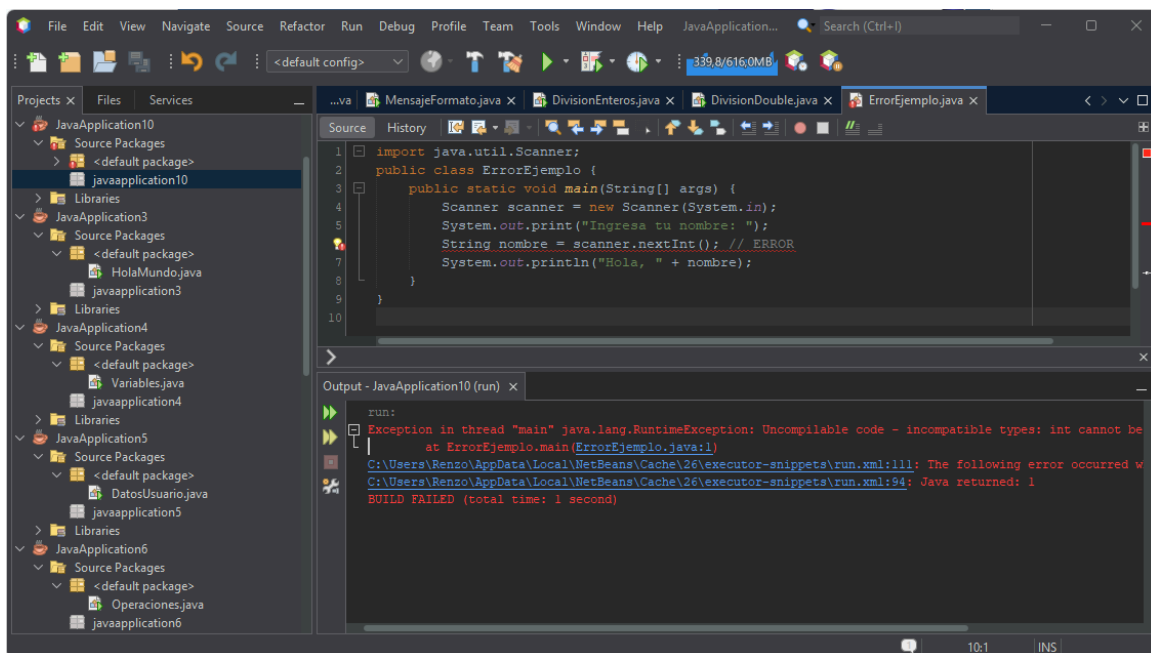 File Edit View Navigate Source Refactor Run Debug Profile Team Tools Window Help JavaApplication... Search (Ctrl+I)
<default config> 339,8/616,0MB
Projects Files Services
JavaApplication10
Source Packages
<default package>
javaapplication10
Libraries
JavaApplication3
Source Packages
<default package>
HolaMundo.java
javaapplication3
Libraries
JavaApplication4
Source Packages
<default package>
Variables.java
javaapplication4
Libraries
JavaApplication5
Source Packages
<default package>
DatosUsuario.java
javaapplication5
Libraries
JavaApplication6
Source Packages
<default package>
Operaciones.java
javaapplication6
...va MensajeFormato.java DivisionEnteros.java DivisionDouble.java ErrorEjemplo.java
Source History
1 import java.util.Scanner;
2 public class ErrorEjemplo {
3 public static void main(String[] args) {
4 Scanner scanner = new Scanner(System.in);
5 System.out.print("Ingresa tu nombre: ");
String nombre = scanner.nextInt(); // ERROR
7 System.out.println("Hola, " + nombre);
8 }
9 }
10
Output - JavaApplication10 (run)
run:
Exception in thread "main" java.lang.RuntimeException: Uncompilable code - incompatible types: int cannot be
at ErrorEjemplo.main(ErrorEjemplo.java:1)
C:\Users\Renzo\AppData\Local\NetBeans\Cache\26\executor-snippets\run.xml:111: The following error occurred w
C:\Users\Renzo\AppData\Local\NetBeans\Cache\26\executor-snippets\run.xml:94: Java returned: 1
BUILD FAILED (total time: 1 second)
10:1 INS